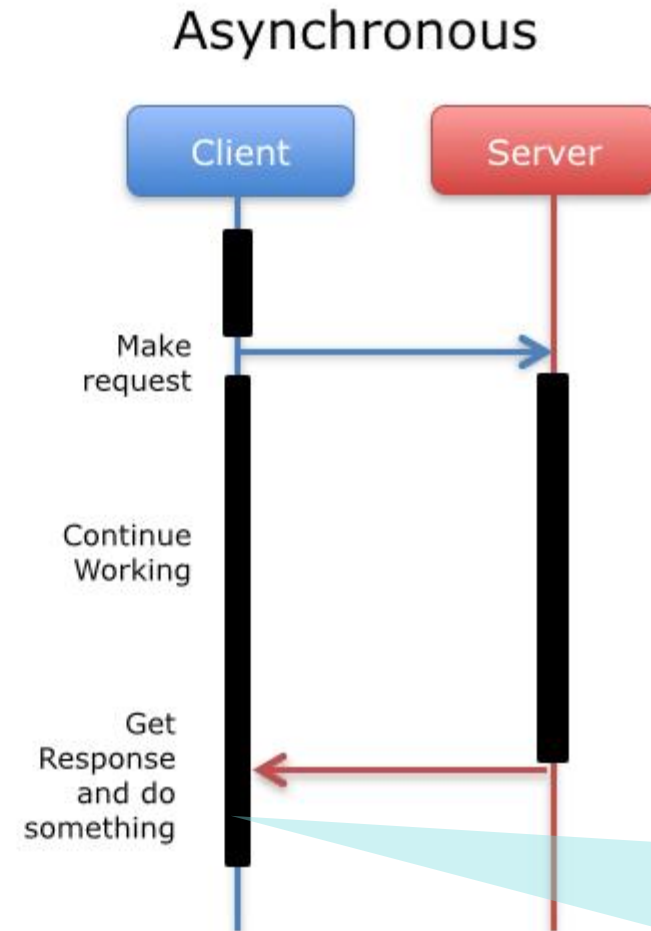 Asynchronous
Client
Server
Make
request
Continue
Working
Get
Response
and do
something